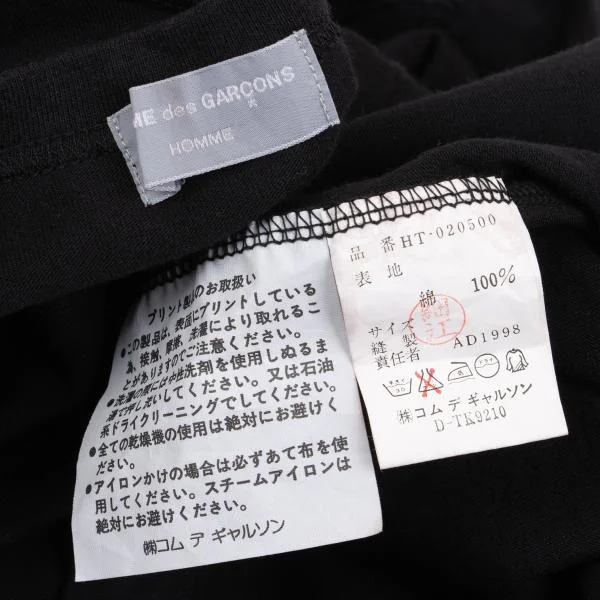 ME des GARCONS
HOMME
品 番 HT-020500
表 地
綿 100%
サイズ
縫 製
責任者 AD1998
㈱コム デ ギャルソン
D-TK9210
プリント製品のお取扱い
●この製品は、表面にプリントしている
為、接触、摩擦、洗濯により取れるこ
とがありますのでご注意ください。
●洗濯の際には中性洗剤を使用しぬるま
湯で押し洗いしてください。又は石油
系ドライクリーニングでしてください。
●全ての乾燥機の使用は絶対にお避けく
ださい。
●アイロンかけの場合は必ずあて布を使
用してください。スチームアイロンは
絶対にお避けください。
㈱コム デ ギャルソン